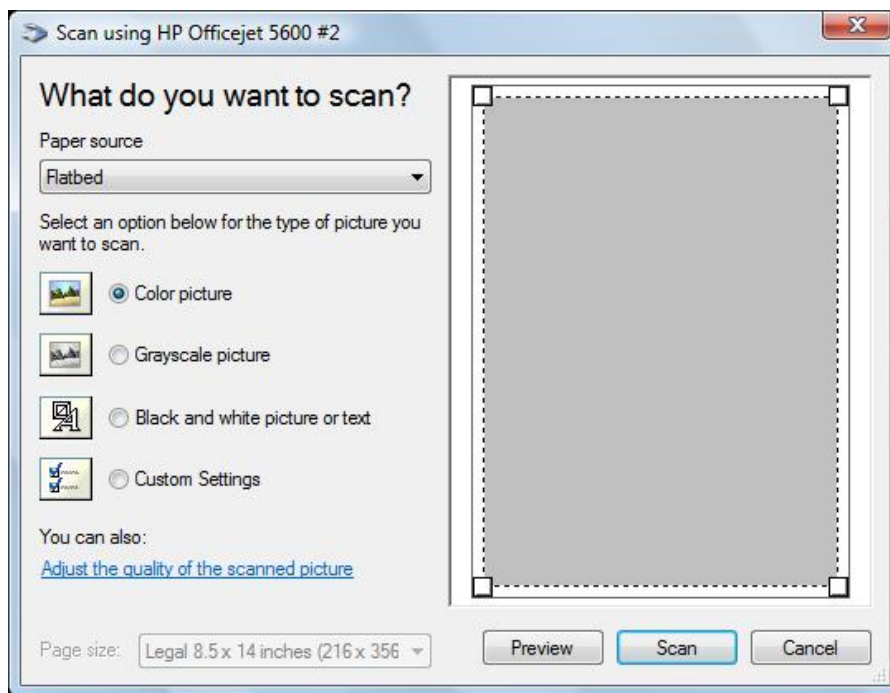 Scan using HP Officejet 5600 #2
What do you want to scan?
Paper source
Flatbed
Select an option below for the type of picture you
want to scan.
Color picture
Grayscale picture
Black and white picture or text
Custom Settings
You can also:
Adjust the quality of the scanned picture
Page size: Legal 8.5 x 14 inches (216 x 356
Preview Scan Cancel